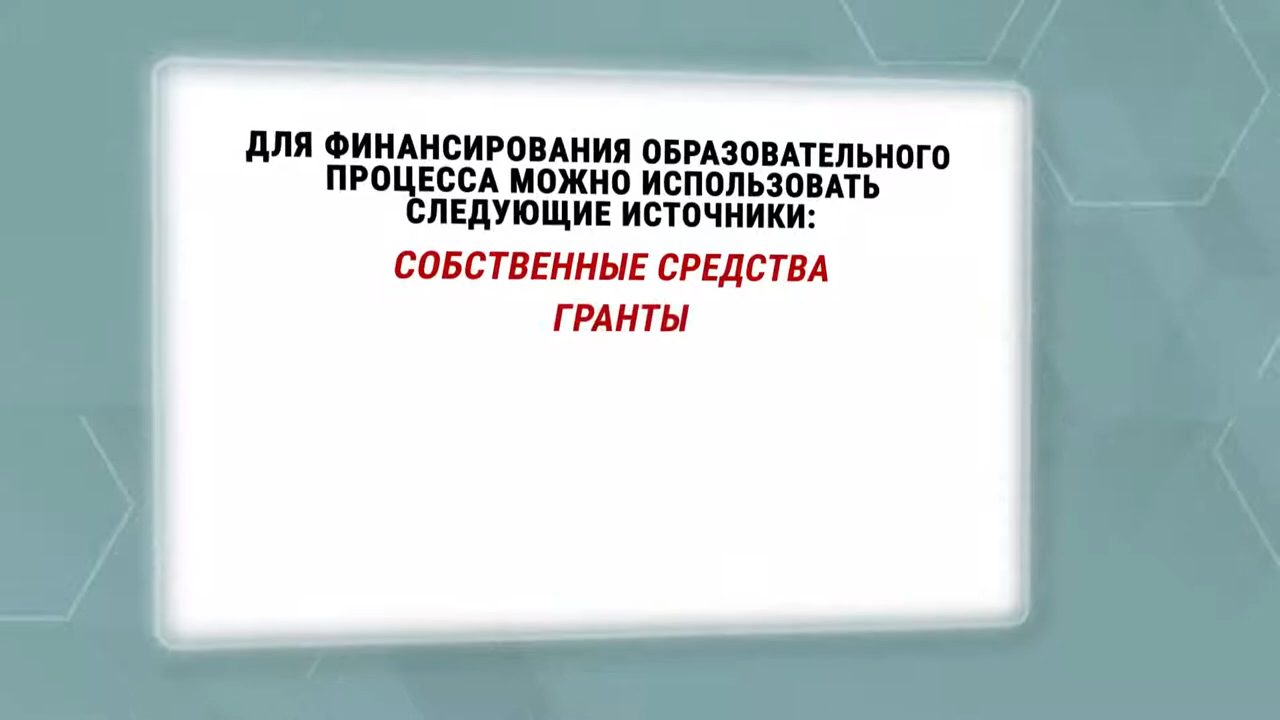 ДЛЯ ФИНАНСИРОВАНИЯ ОБРАЗОВАТЕЛЬНОГО
ПРОЦЕССА МОЖНО ИСПОЛЬЗОВАТЬ
СЛЕДУЮЩИЕ ИСТОЧНИКИ:
СОБСТВЕННЫЕ СРЕДСТВА
ГРАНТЫ